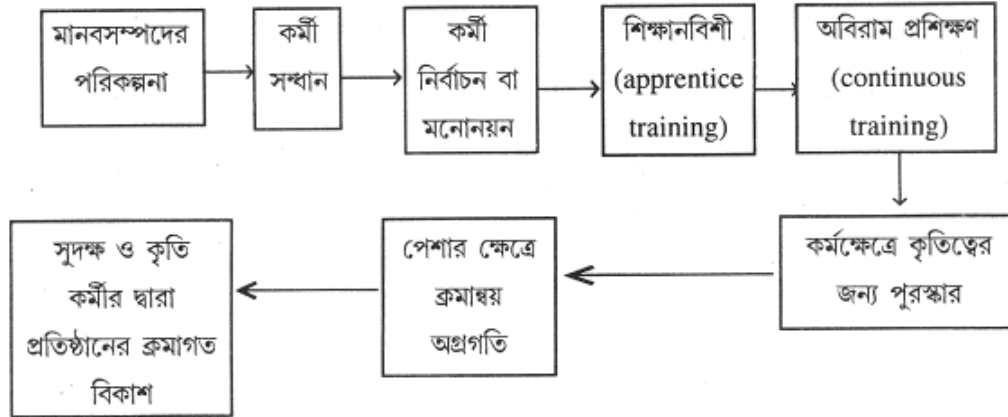 মানবসম্পদের
পরিকল্পনা
কর্মী
সন্ধান
কর্মী
নির্বাচন বা
মনোনয়ন
শিক্ষানবিশী
(apprentice
training)
অবিরাম প্রশিক্ষণ
(continuous
training)
কর্মক্ষেত্রে কৃতিত্বের
জন্য পুরস্কার
পেশার ক্ষেত্রে
ক্রমান্বয়
অগ্রগতি
সুদক্ষ ও কৃতি
কর্মীর দ্বারা
প্রতিষ্ঠানের ক্রমাগত
বিকাশ